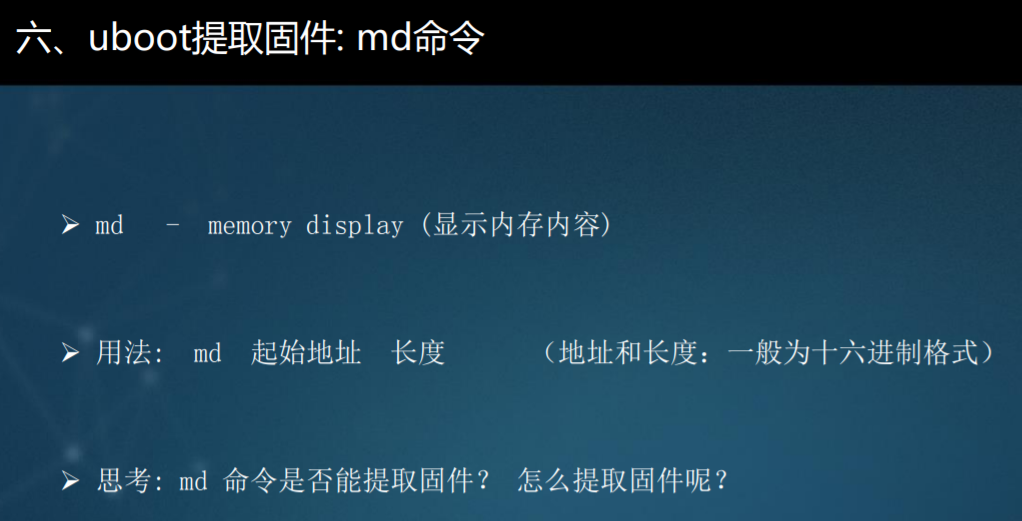 六、uboot提取固件: md命令
➢ md - memory display (显示内存内容)
➢ 用法: md 起始地址 长度 （地址和长度：一般为十六进制格式）
➢ 思考: md 命令是否能提取固件？ 怎么提取固件呢？